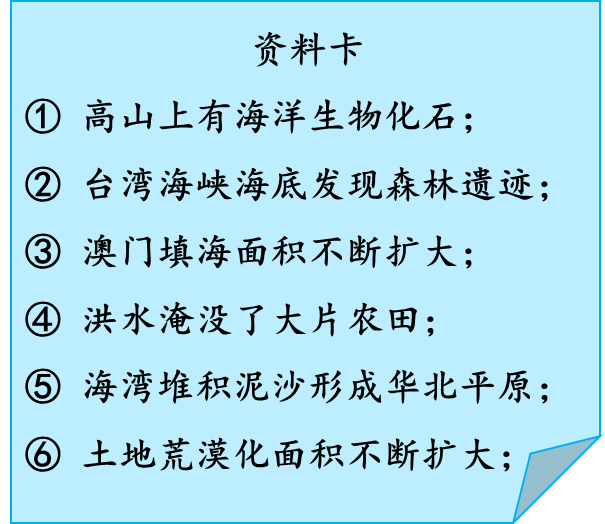 资料卡
① 高山上有海洋生物化石；
② 台湾海峡海底发现森林遗迹；
③ 澳门填海面积不断扩大；
④ 洪水淹没了大片农田；
⑤ 海湾堆积泥沙形成华北平原；
⑥ 土地荒漠化面积不断扩大；